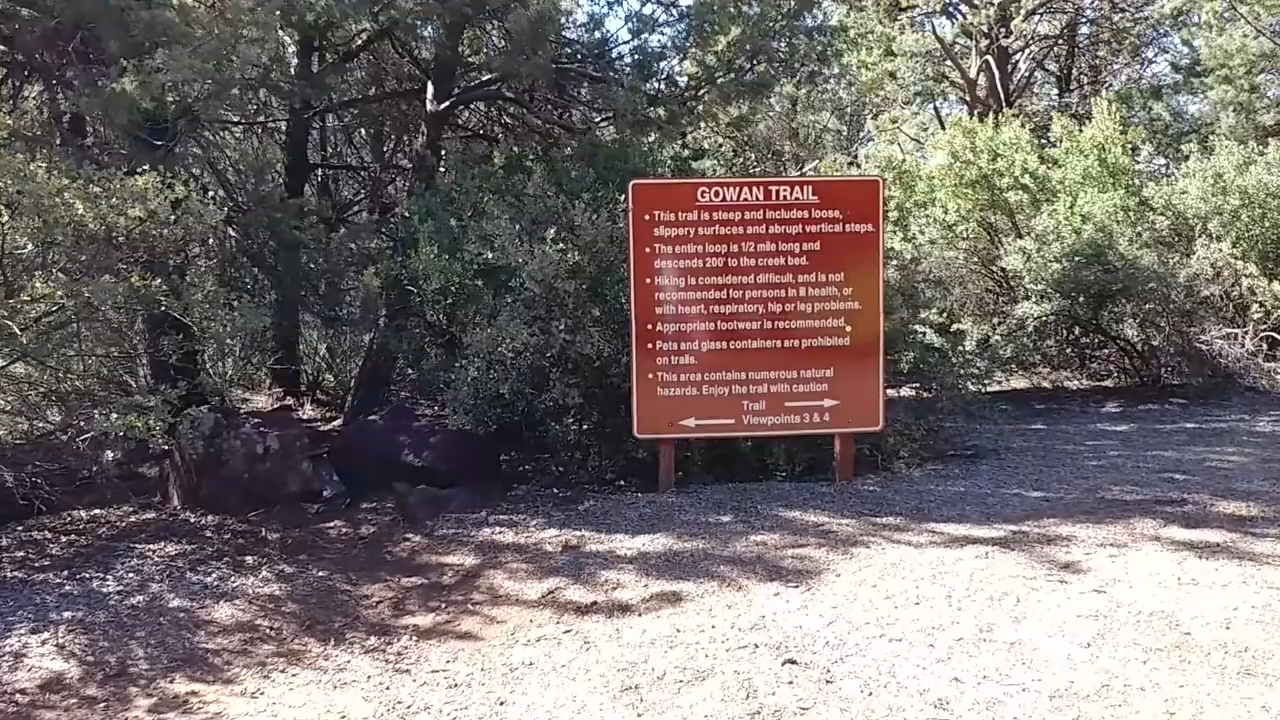 GOWAN TRAIL
• This trail is steep and includes loose,
slippery surfaces and abrupt vertical steps.
• The entire loop is 1/2 mile long and
descends 200' to the creek bed.
• Hiking is considered difficult, and is not
recommended for persons in ill health, or
with heart, respiratory, hip or leg problems.
• Appropriate footwear is recommended.
• Pets and glass containers are prohibited
on trails.
• This area contains numerous natural
hazards. Enjoy the trail with caution
Trail →
← Viewpoints 3 & 4